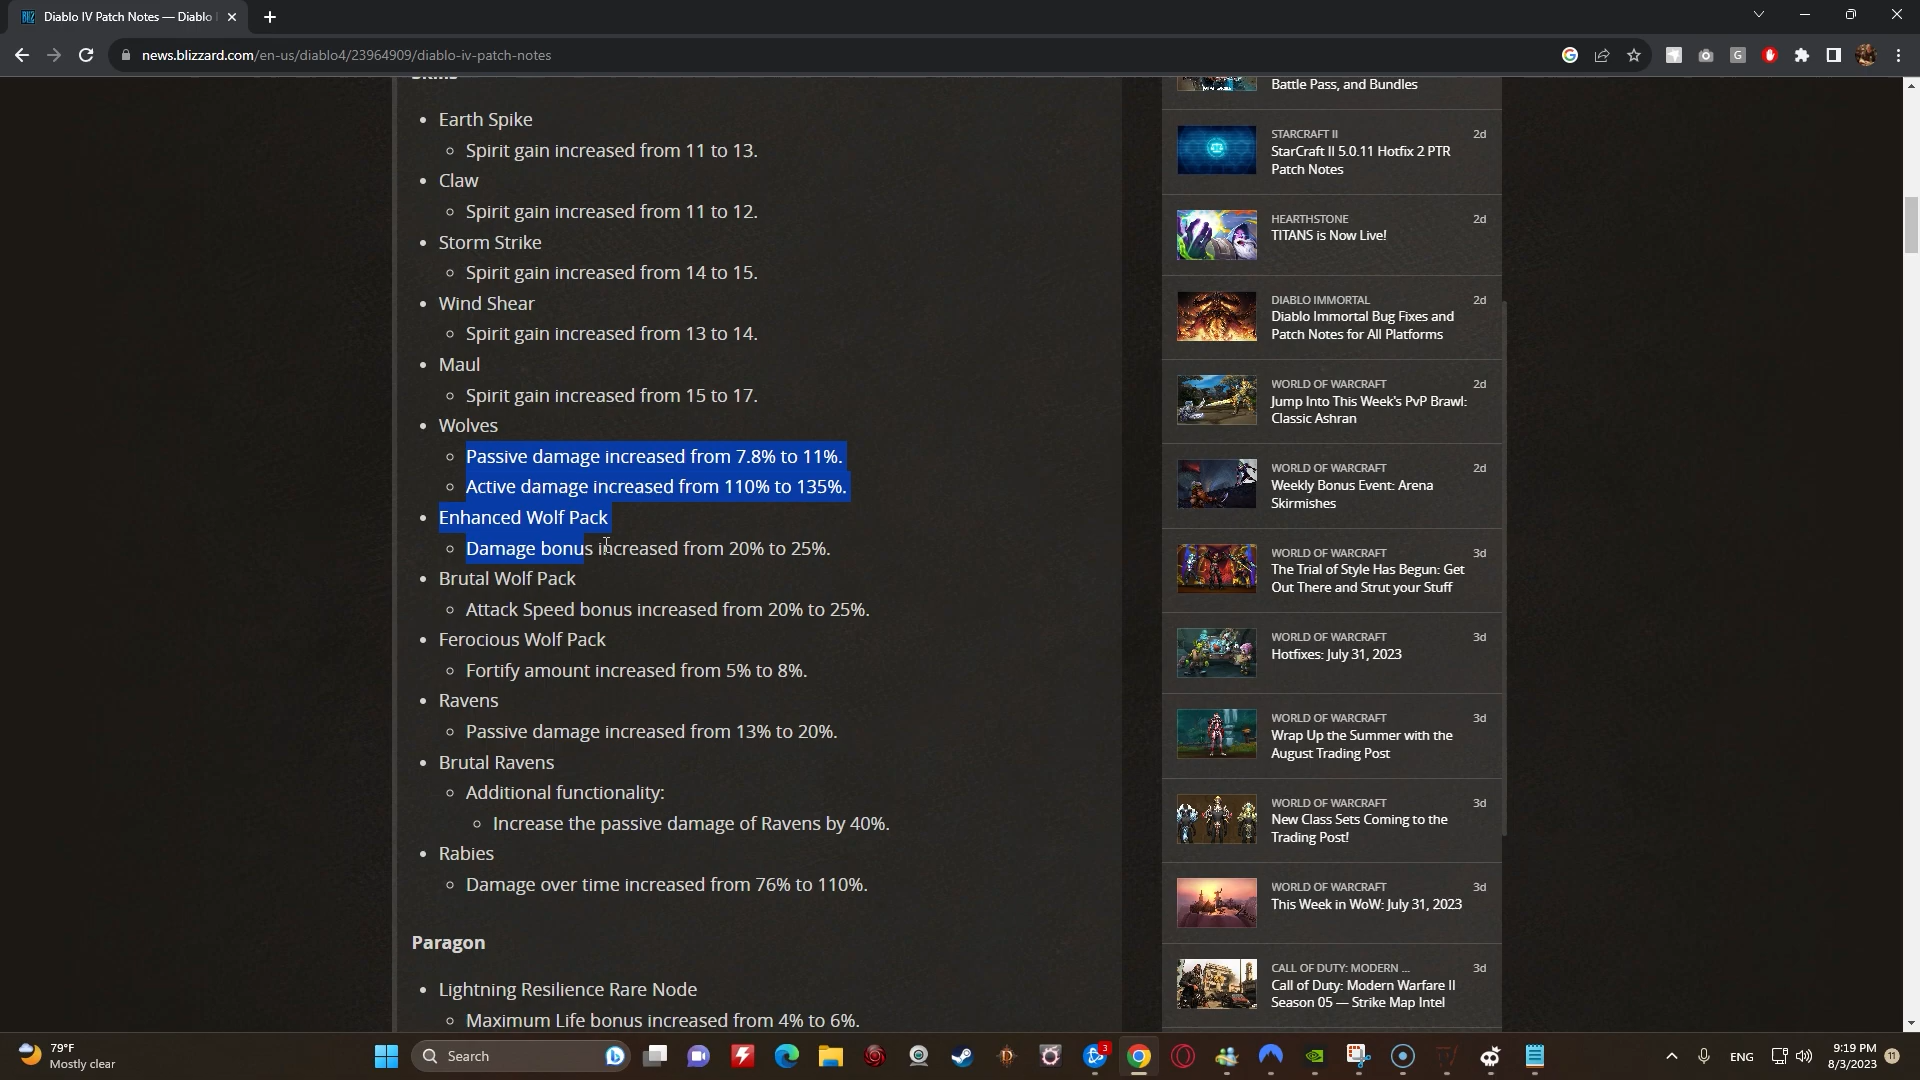 Diablo IV Patch Notes — Diablo
news.blizzard.com/en-us/diablo4/23964909/diablo-iv-patch-notes
Earth Spike
Spirit gain increased from 11 to 13.
Claw
Spirit gain increased from 11 to 12.
Storm Strike
Spirit gain increased from 14 to 15.
Wind Shear
Spirit gain increased from 13 to 14.
Maul
Spirit gain increased from 15 to 17.
Wolves
Passive damage increased from 7.8% to 11%.
Active damage increased from 110% to 135%.
Enhanced Wolf Pack
Damage bonus increased from 20% to 25%.
Brutal Wolf Pack
Attack Speed bonus increased from 20% to 25%.
Ferocious Wolf Pack
Fortify amount increased from 5% to 8%.
Ravens
Passive damage increased from 13% to 20%.
Brutal Ravens
Additional functionality:
Increase the passive damage of Ravens by 40%.
Rabies
Damage over time increased from 76% to 110%.
Paragon
Lightning Resilience Rare Node
Maximum Life bonus increased from 4% to 6%.
Battle Pass, and Bundles
STARCRAFT II 2d
StarCraft II 5.0.11 Hotfix 2 PTR
Patch Notes
HEARTHSTONE 2d
TITANS is Now Live!
DIABLO IMMORTAL 2d
Diablo Immortal Bug Fixes and
Patch Notes for All Platforms
WORLD OF WARCRAFT 2d
Jump Into This Week's PvP Brawl:
Classic Ashran
WORLD OF WARCRAFT 2d
Weekly Bonus Event: Arena
Skirmishes
WORLD OF WARCRAFT 3d
The Trial of Style Has Begun: Get
Out There and Strut your Stuff
WORLD OF WARCRAFT 3d
Hotfixes: July 31, 2023
WORLD OF WARCRAFT 3d
Wrap Up the Summer with the
August Trading Post
WORLD OF WARCRAFT 3d
New Class Sets Coming to the
Trading Post!
WORLD OF WARCRAFT 3d
This Week in WoW: July 31, 2023
CALL OF DUTY: MODERN ... 3d
Call of Duty: Modern Warfare II
Season 05 — Strike Map Intel
79°F
Mostly clear
Search
3
ENG
9:19 PM
8/3/2023
11